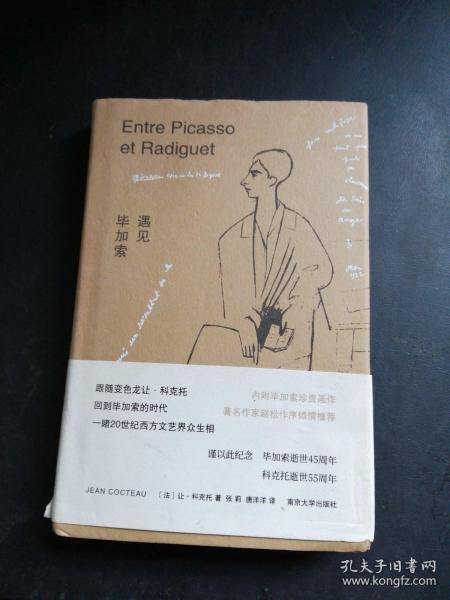 Entre Picasso
et Radiguet
遇见
毕加索
跟随变色龙让·科克托
回到毕加索的时代
一睹20世纪西方文艺界众生相
内附毕加索珍贵画作
著名作家赵松作序倾情推荐
谨以此纪念 毕加索逝世45周年
科克托逝世55周年
JEAN COCTEAU [法]让·科克托 著 张 莉 唐洋洋 译 南京大学出版社
孔夫子旧书网
www.kongfz.com